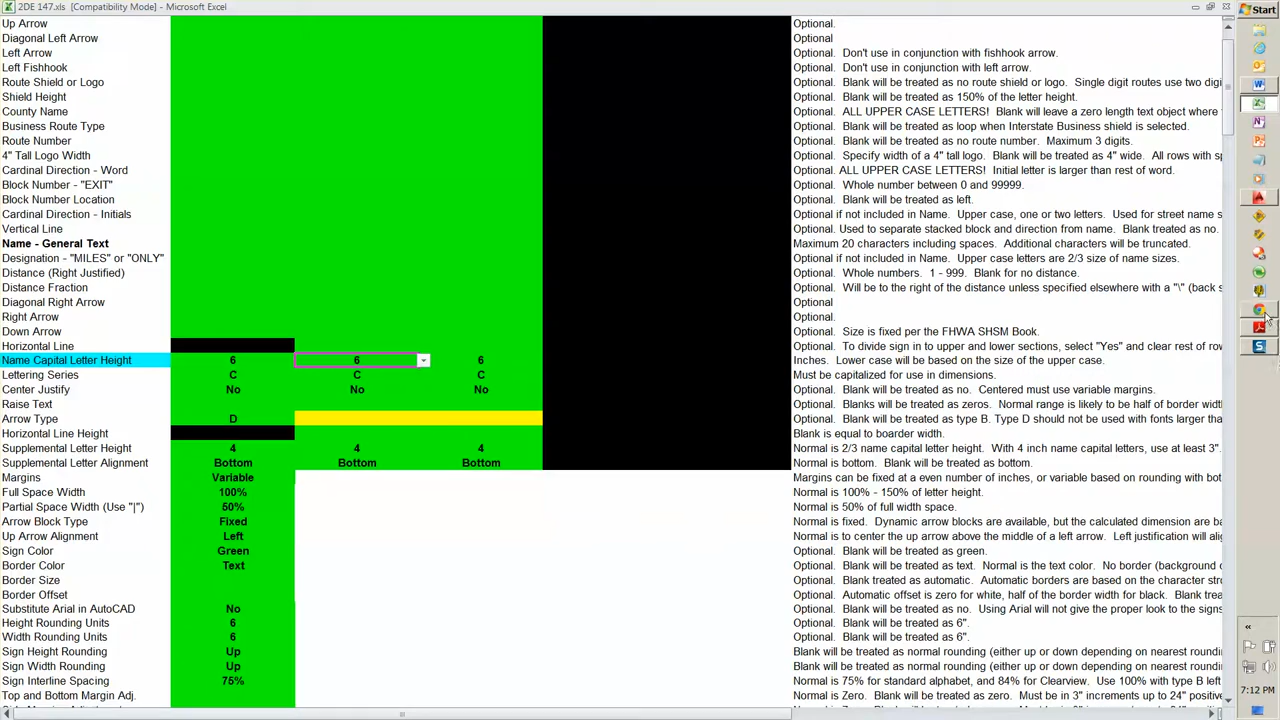 2DE 147.xls  [Compatibility Mode] - Microsoft Excel
Start
Up Arrow Optional.
Diagonal Left Arrow Optional
Left Arrow Optional.  Don't use in conjunction with fishhook arrow.
Left Fishhook Optional.  Don't use in conjunction with left arrow.
Route Shield or Logo Optional.  Blank will be treated as no route shield or logo.  Single digit routes use two digi
Shield Height Optional.  Blank will be treated as 150% of the letter height.
County Name Optional.  ALL UPPER CASE LETTERS!  Blank will leave a zero length text object where
Business Route Type Optional.  Blank will be treated as loop when Interstate Business shield is selected.
Route Number Optional.  Blank will be treated as no route number.  Maximum 3 digits.
4" Tall Logo Width Optional.  Specify width of a 4" tall logo.  Blank will be treated as 4" wide.  All rows with sp
Cardinal Direction - Word Optional.  ALL UPPER CASE LETTERS!  Initial letter is larger than rest of word.
Block Number - "EXIT" Optional.  Whole number between 0 and 99999.
Block Number Location Optional.  Blank will be treated as left.
Cardinal Direction - Initials Optional if not included in Name.  Upper case, one or two letters.  Used for street name s
Vertical Line Optional.  Used to separate stacked block and direction from name.  Blank treated as no.
Name - General Text Maximum 20 characters including spaces.  Additional characters will be truncated.
Designation - "MILES" or "ONLY" Optional if not included in Name.  Upper case letters are 2/3 size of name sizes.
Distance (Right Justified) Optional.  Whole numbers.  1 - 999.  Blank for no distance.
Distance Fraction Optional.  Will be to the right of the distance unless specified elsewhere with a "\" (back s
Diagonal Right Arrow Optional
Right Arrow Optional.
Down Arrow Optional.  Size is fixed per the FHWA SHSM Book.
Horizontal Line Optional.  To divide sign in to upper and lower sections, select "Yes" and clear rest of row
Name Capital Letter Height 6 6 6 Inches.  Lower case will be based on the size of the upper case.
Lettering Series C C C Must be capitalized for use in dimensions.
Center Justify No No No Optional.  Blank will be treated as no.  Centered must use variable margins.
Raise Text Optional.  Blanks will be treated as zeros.  Normal range is likely to be half of border widt
Arrow Type D Optional.  Blank will be treated as type B.  Type D should not be used with fonts larger than
Horizontal Line Height Blank is equal to boarder width.
Supplemental Letter Height 4 4 4 Normal is 2/3 name capital letter height.  With 4 inch name capital letters, use at least 3".
Supplemental Letter Alignment Bottom Bottom Bottom Normal is bottom.  Blank will be treated as bottom.
Margins Variable Margins can be fixed at a even number of inches, or variable based on rounding with bot
Full Space Width 100% Normal is 100% - 150% of letter height.
Partial Space Width (Use "|") 50% Normal is 50% of full width space.
Arrow Block Type Fixed Normal is fixed.  Dynamic arrow blocks are available, but the calculated dimension are ba
Up Arrow Alignment Left Normal is to center the up arrow above the middle of a left arrow.  Left justification will alig
Sign Color Green Optional.  Blank will be treated as green.
Border Color Text Optional.  Blank will be treated as text.  Normal is the text color.  No border (background c
Border Size Optional.  Blank treated as automatic.  Automatic borders are based on the character stro
Border Offset Optional.  Automatic offset is zero for white, half of the border width for black.  Blank trea
Substitute Arial in AutoCAD No Optional.  Blank will be treated as no.  Using Arial will not give the proper look to the signs
Height Rounding Units 6 Optional.  Blank will be treated as 6".
Width Rounding Units 6 Optional.  Blank will be treated as 6".
Sign Height Rounding Up Blank will be treated as normal rounding (either up or down depending on nearest roundin
Sign Width Rounding Up Blank will be treated as normal rounding (either up or down depending on nearest roundin
Sign Interline Spacing 75% Normal is 75% for standard alphabet, and 84% for Clearview.  Use 100% with type B left
Top and Bottom Margin Adj. Normal is Zero.  Blank will be treated as zero.  Must be in 3" increments up to 24" positive
7:12 PM